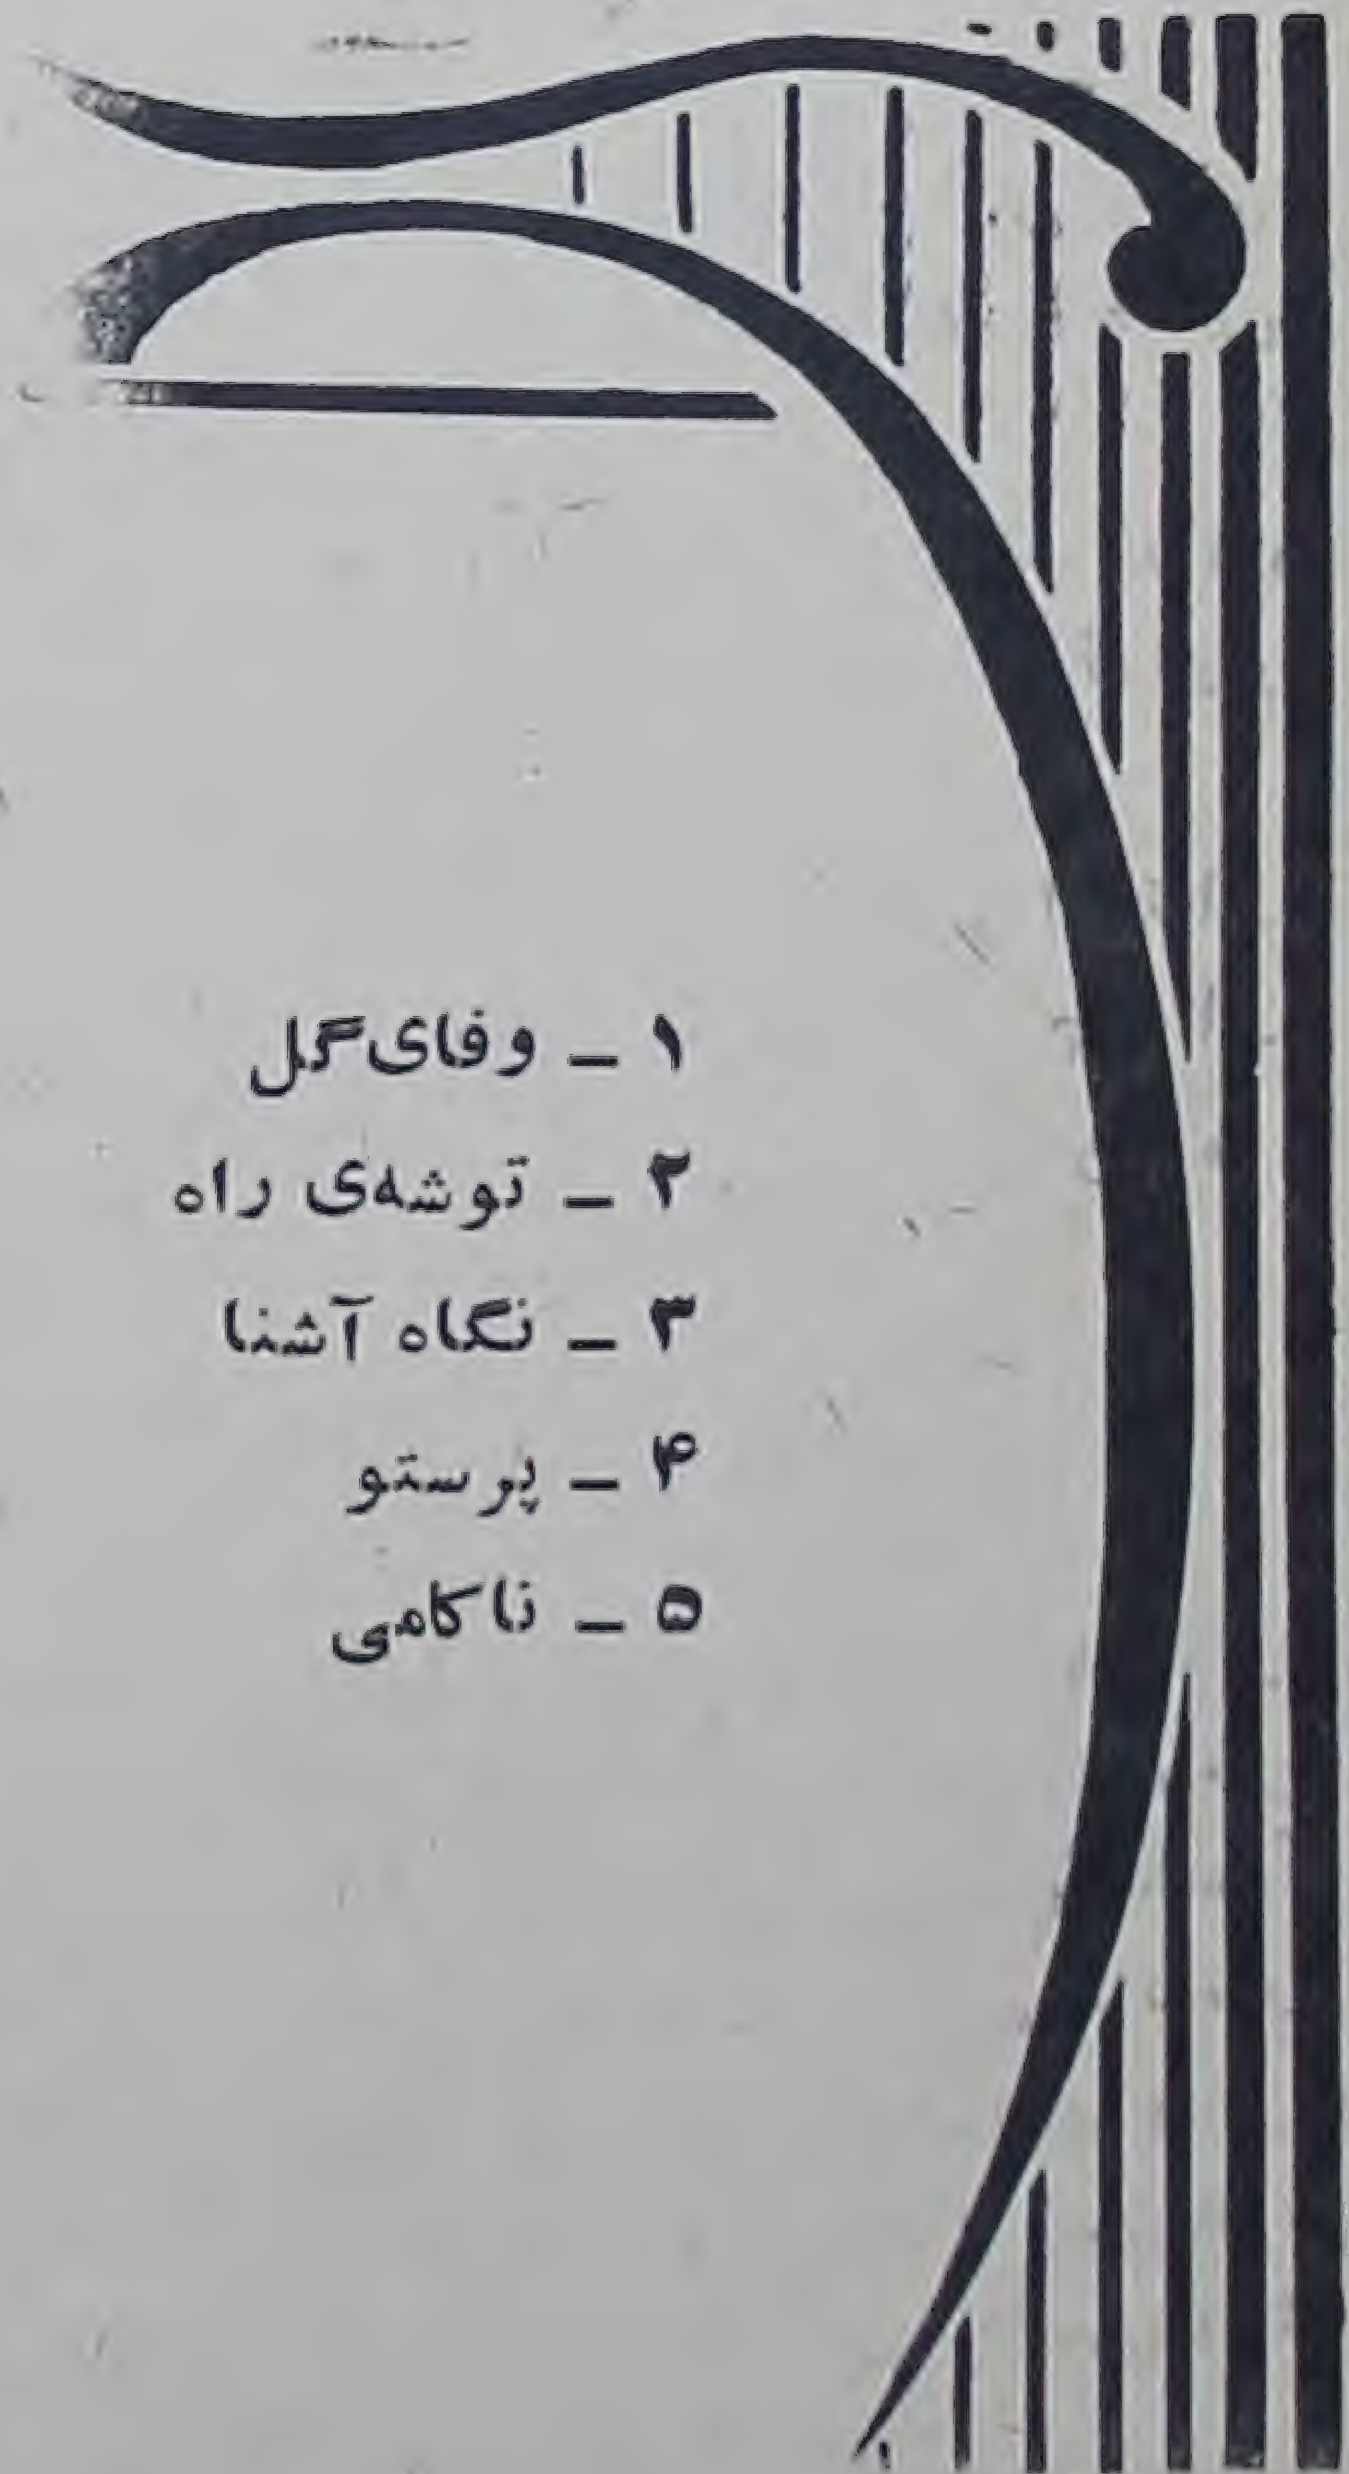 ۱ - وفای گل
۲ - توشه‌ی راه
۳ - نگاه آشنا
۴ - پرستو
۵ - ناکامی